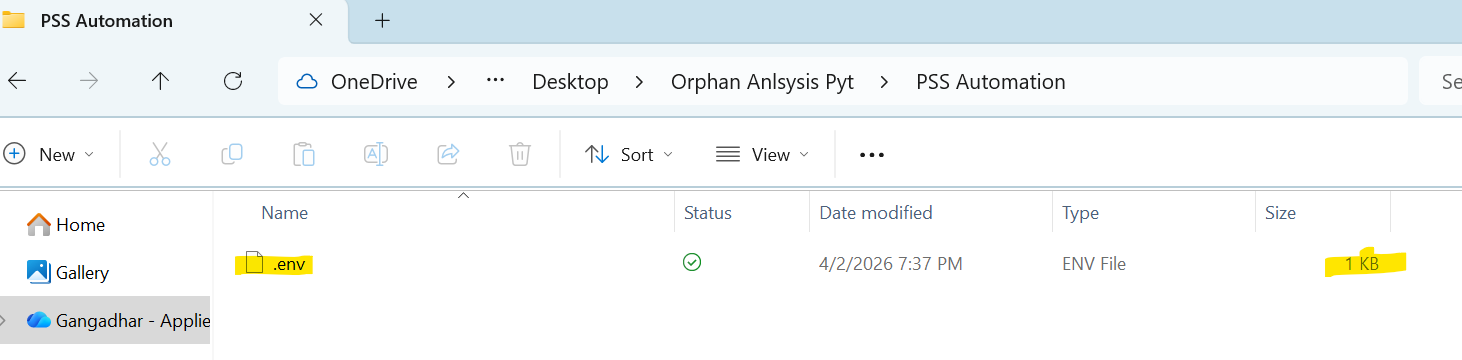 PSS Automation
OneDrive > ... Desktop > Orphan Anlsysis Pyt > PSS Automation
Se
New
Sort
View
Name Status Date modified Type Size
Home
Gallery
Gangadhar - Applie
.env 4/2/2026 7:37 PM ENV File 1 KB